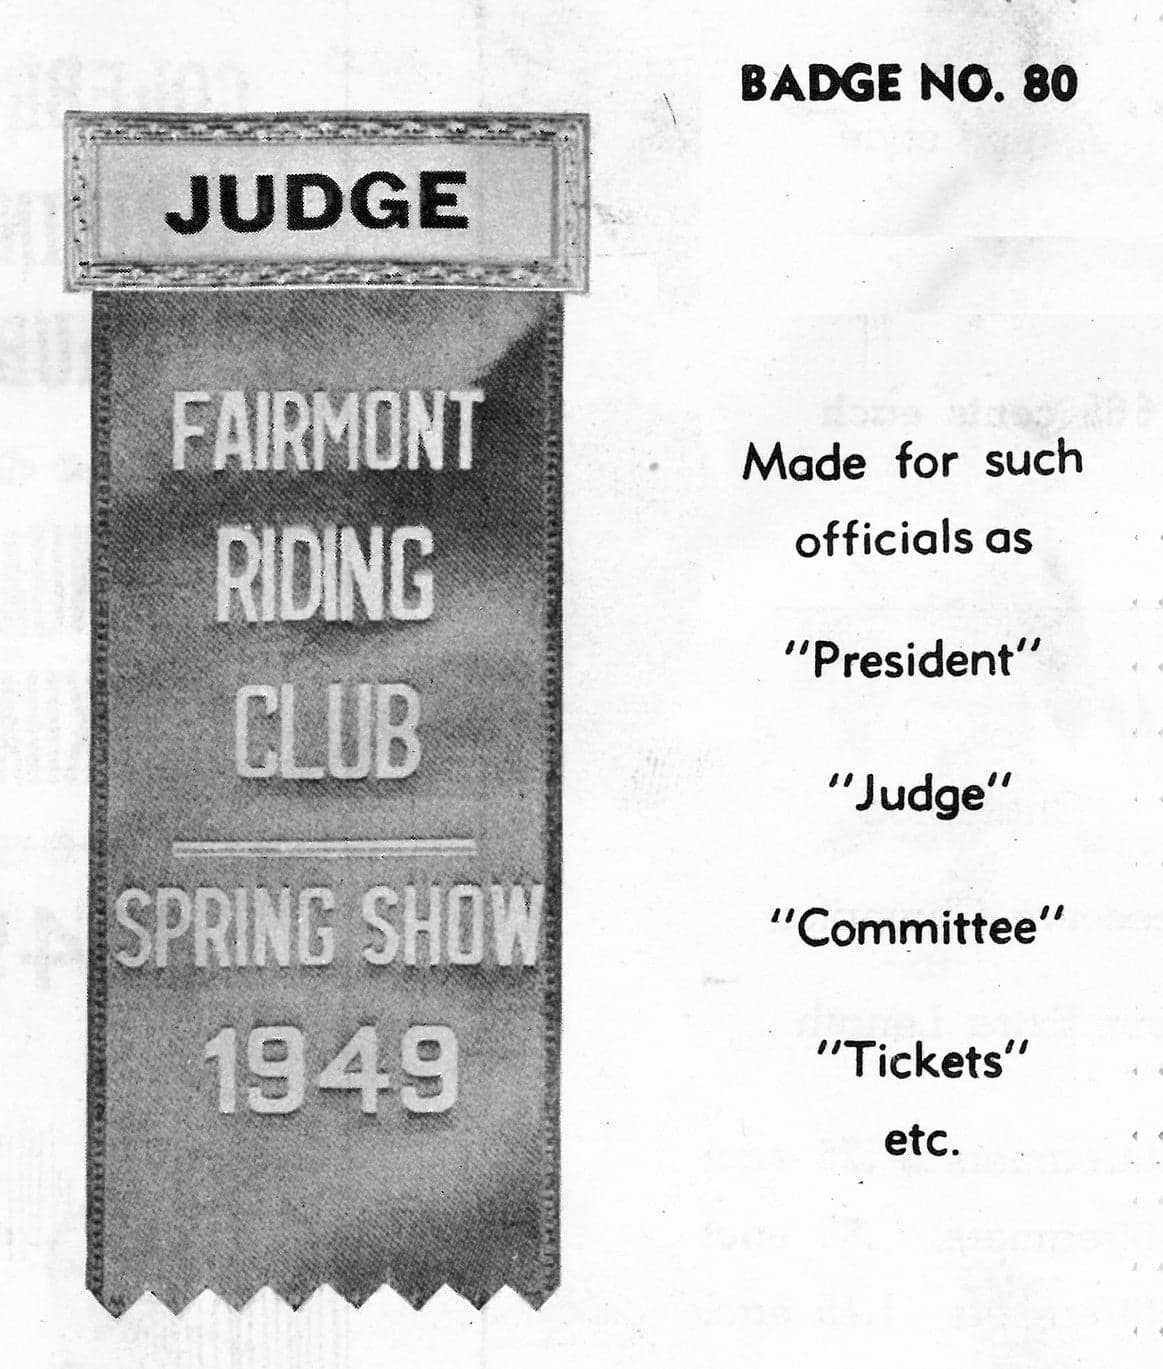 BADGE NO. 80
JUDGE
FAIRMONT
RIDING
CLUB
SPRING SHOW
1949
Made for such
officials as
"President"
"Judge"
"Committee"
"Tickets"
etc.